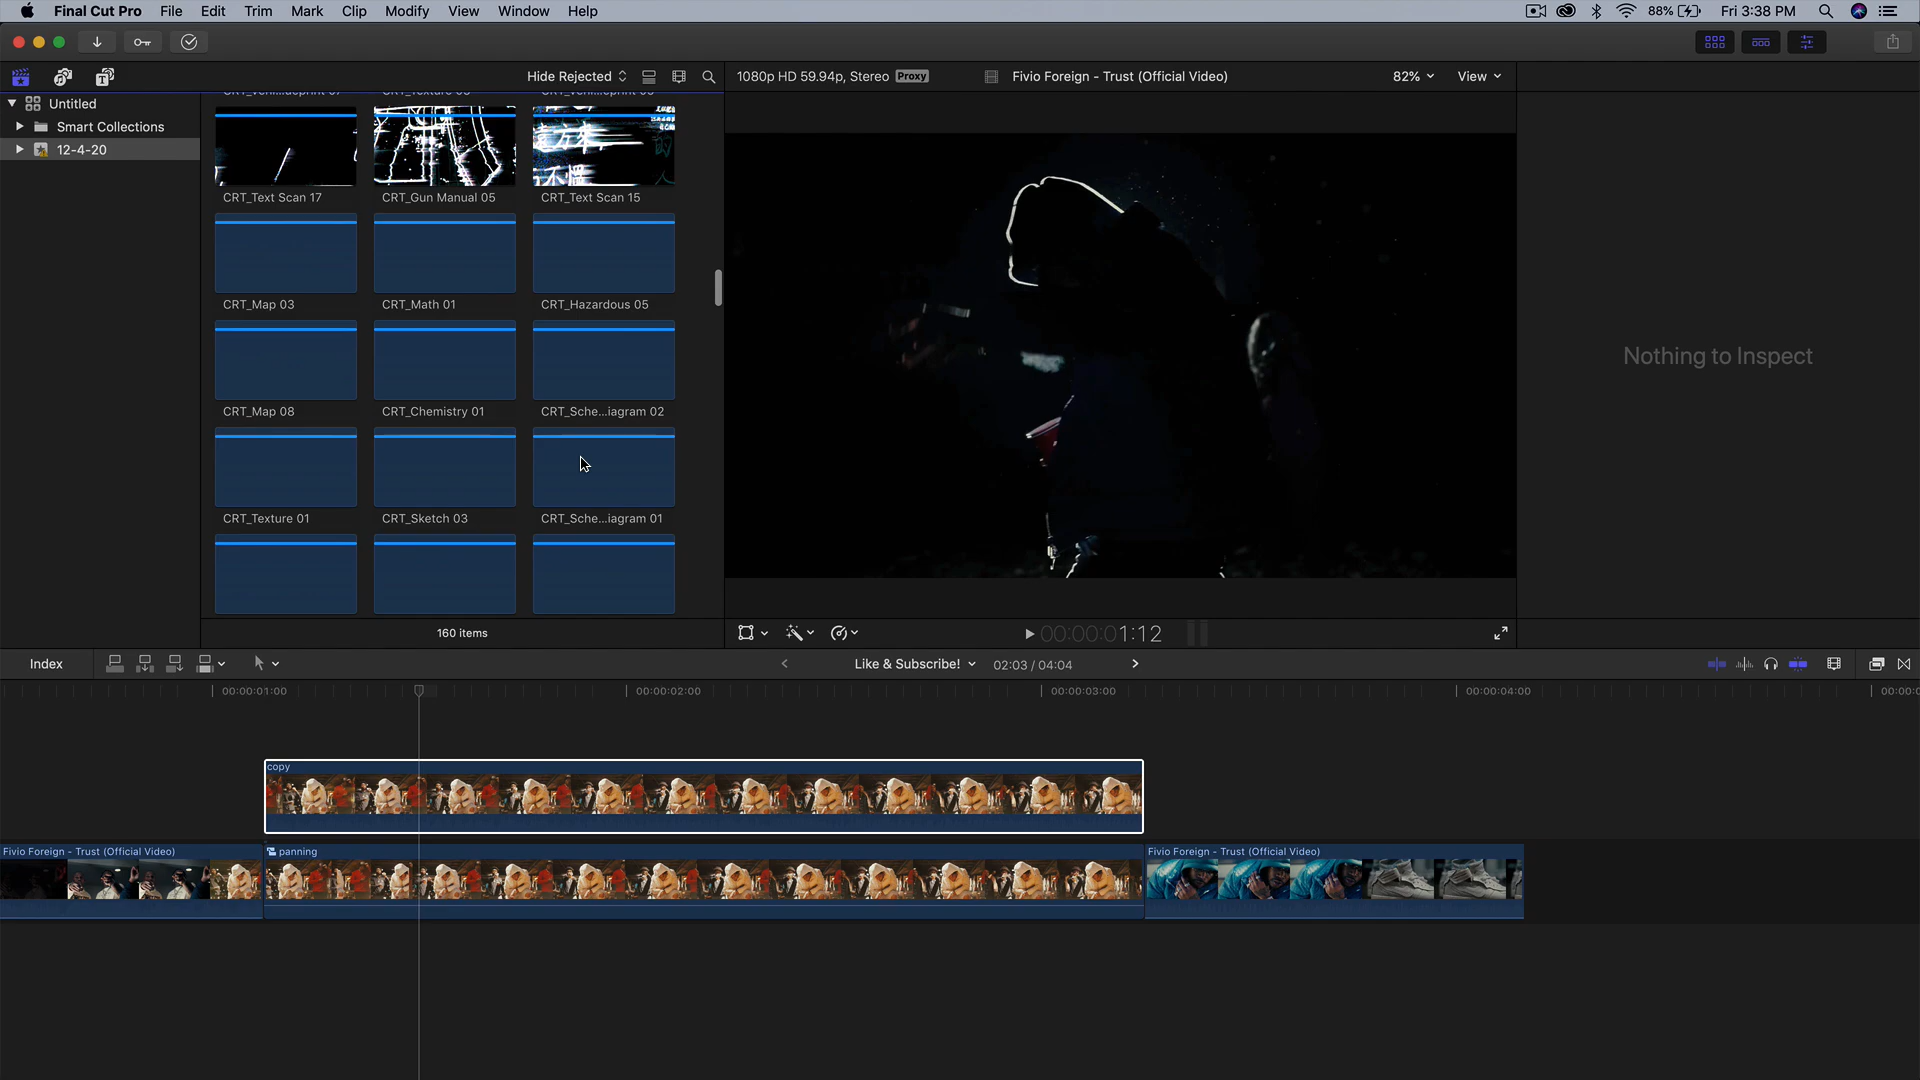 Final Cut Pro File Edit Trim Mark Clip Modify View Window Help 88% Fri 3:38 PM
Hide Rejected 1080p HD 59.94p, Stereo Proxy Fivio Foreign - Trust (Official Video) 82% View
Untitled
Smart Collections
12-4-20
CRT_Text Scan 17 CRT_Gun Manual 05 CRT_Text Scan 15
CRT_Map 03 CRT_Math 01 CRT_Hazardous 05
CRT_Map 08 CRT_Chemistry 01 CRT_Sche...iagram 02
CRT_Texture 01 CRT_Sketch 03 CRT_Sche...iagram 01
Nothing to Inspect
160 items
00:00:01:12
Index Like & Subscribe! 02:03 / 04:04
00:00:01:00 00:00:02:00 00:00:03:00 00:00:04:00
copy
Fivio Foreign - Trust (Official Video) panning Fivio Foreign - Trust (Official Video)